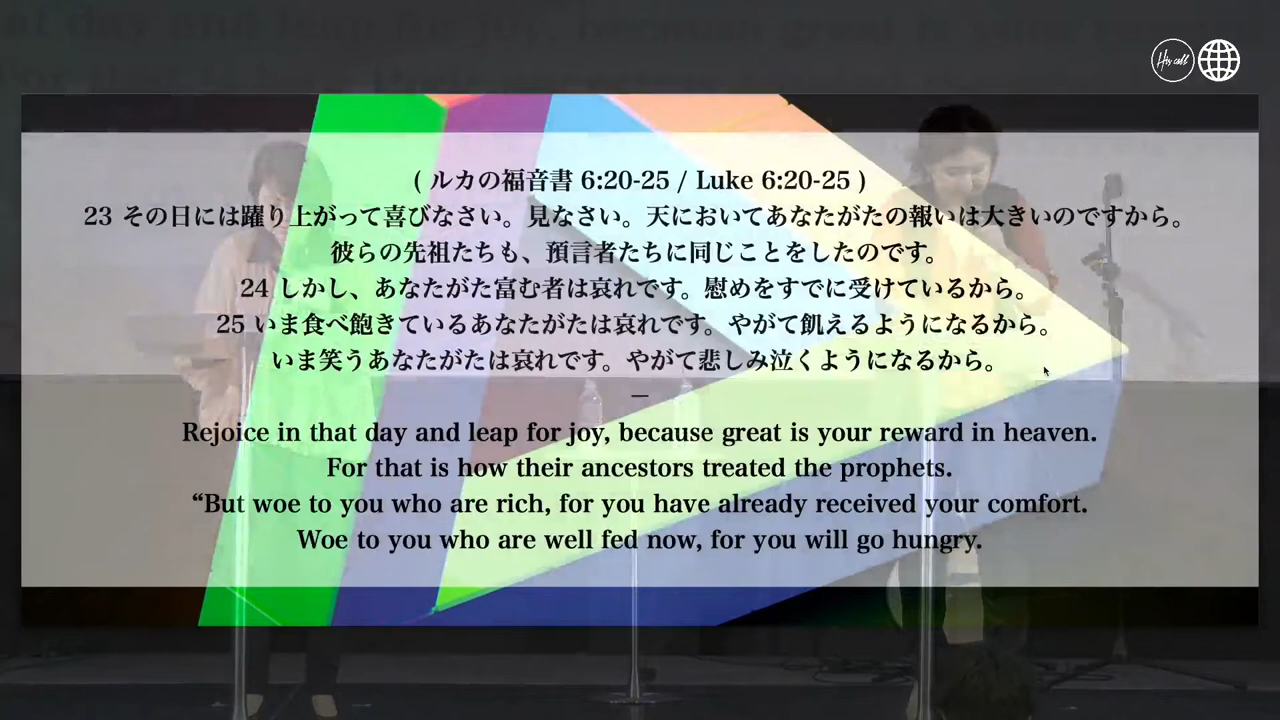 His call
( ルカの福音書 6:20-25 / Luke 6:20-25 )
23 その日には躍り上がって喜びなさい。見なさい。天においてあなたがたの報いは大きいのですから。
彼らの先祖たちも、預言者たちに同じことをしたのです。
24 しかし、あなたがた富む者は哀れです。慰めをすでに受けているから。
25 いま食べ飽きているあなたがたは哀れです。やがて飢えるようになるから。
いま笑うあなたがたは哀れです。やがて悲しみ泣くようになるから。
—
Rejoice in that day and leap for joy, because great is your reward in heaven.
For that is how their ancestors treated the prophets.
“But woe to you who are rich, for you have already received your comfort.
Woe to you who are well fed now, for you will go hungry.